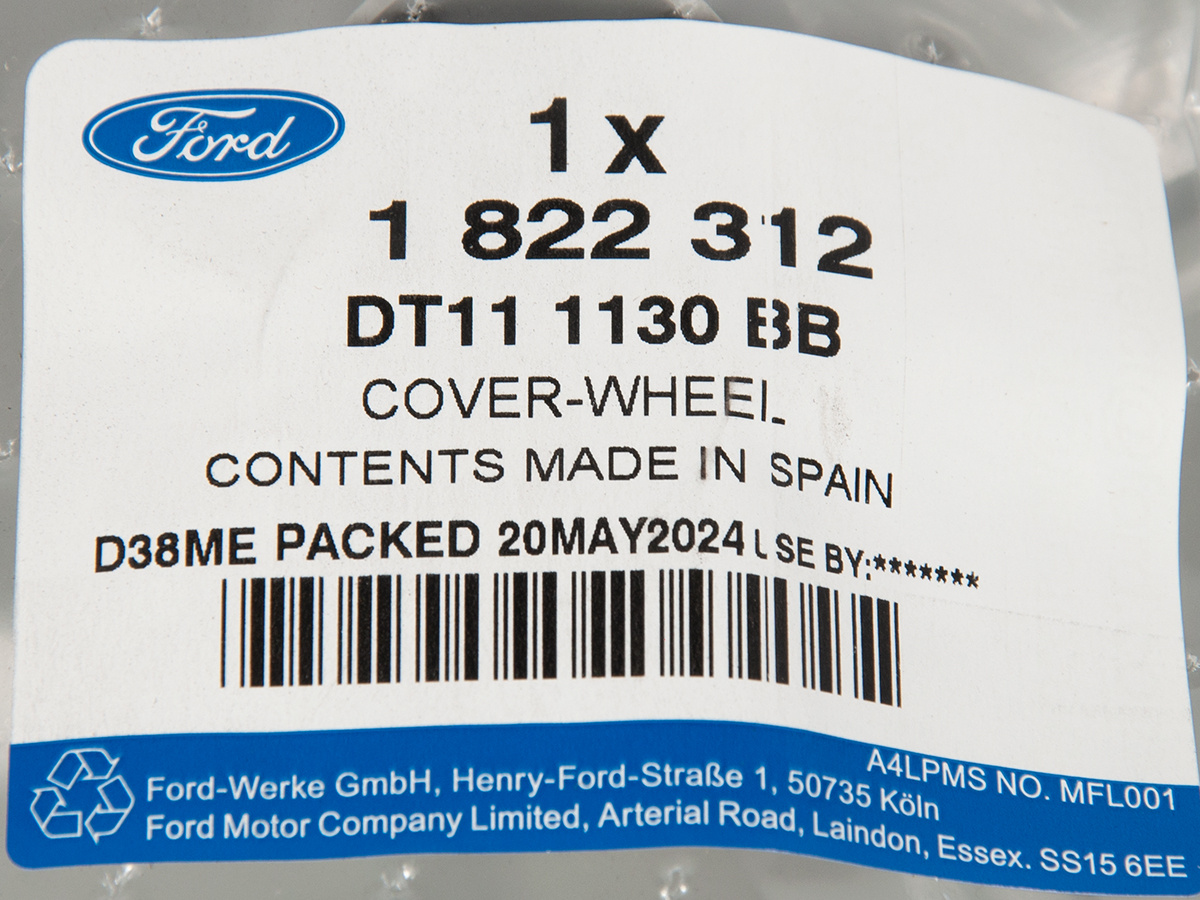 Ford
1 x
1 822 312
DT11 1130 BB
COVER-WHEEL
CONTENTS MADE IN SPAIN
D38ME PACKED 20MAY2024 USE BY:*******
A4LPMS NO. MFL001
Ford-Werke GmbH, Henry-Ford-Straße 1, 50735 Köln
Ford Motor Company Limited, Arterial Road, Laindon, Essex. SS15 6EE